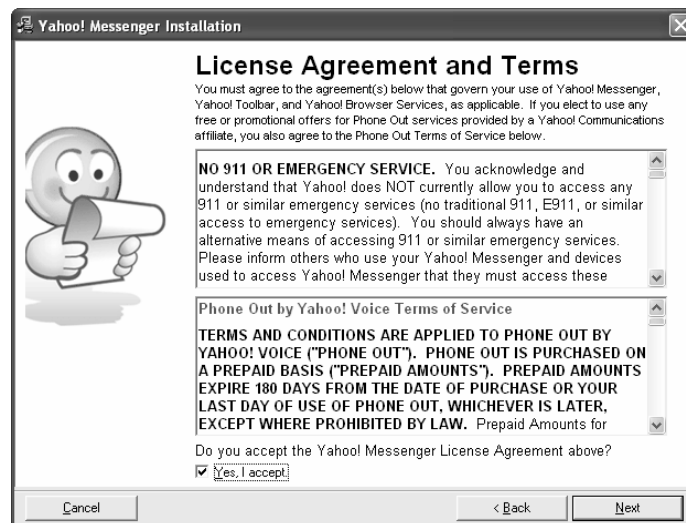 Yahoo! Messenger Installation
License Agreement and Terms
You must agree to the agreement(s) below that govern your use of Yahoo! Messenger,
Yahoo! Toolbar, and Yahoo! Browser Services, as applicable. If you elect to use any
free or promotional offers for Phone Out services provided by a Yahoo! Communications
affiliate, you also agree to the Phone Out Terms of Service below.
NO 911 OR EMERGENCY SERVICE. You acknowledge and
understand that Yahoo! does NOT currently allow you to access any
911 or similar emergency services (no traditional 911, E911, or similar
access to emergency services). You should always have an
alternative means of accessing 911 or similar emergency services.
Please inform others who use your Yahoo! Messenger and devices
used to access Yahoo! Messenger that they must access these
Phone Out by Yahoo! Voice Terms of Service
TERMS AND CONDITIONS ARE APPLIED TO PHONE OUT BY
YAHOO! VOICE ("PHONE OUT"). PHONE OUT IS PURCHASED ON
A PREPAID BASIS ("PREPAID AMOUNTS"). PREPAID AMOUNTS
EXPIRE 180 DAYS FROM THE DATE OF PURCHASE OR YOUR
LAST DAY OF USE OF PHONE OUT, WHICHEVER IS LATER,
EXCEPT WHERE PROHIBITED BY LAW. Prepaid Amounts for
Do you accept the Yahoo! Messenger License Agreement above?
Yes, I accept.
Cancel
< Back
Next